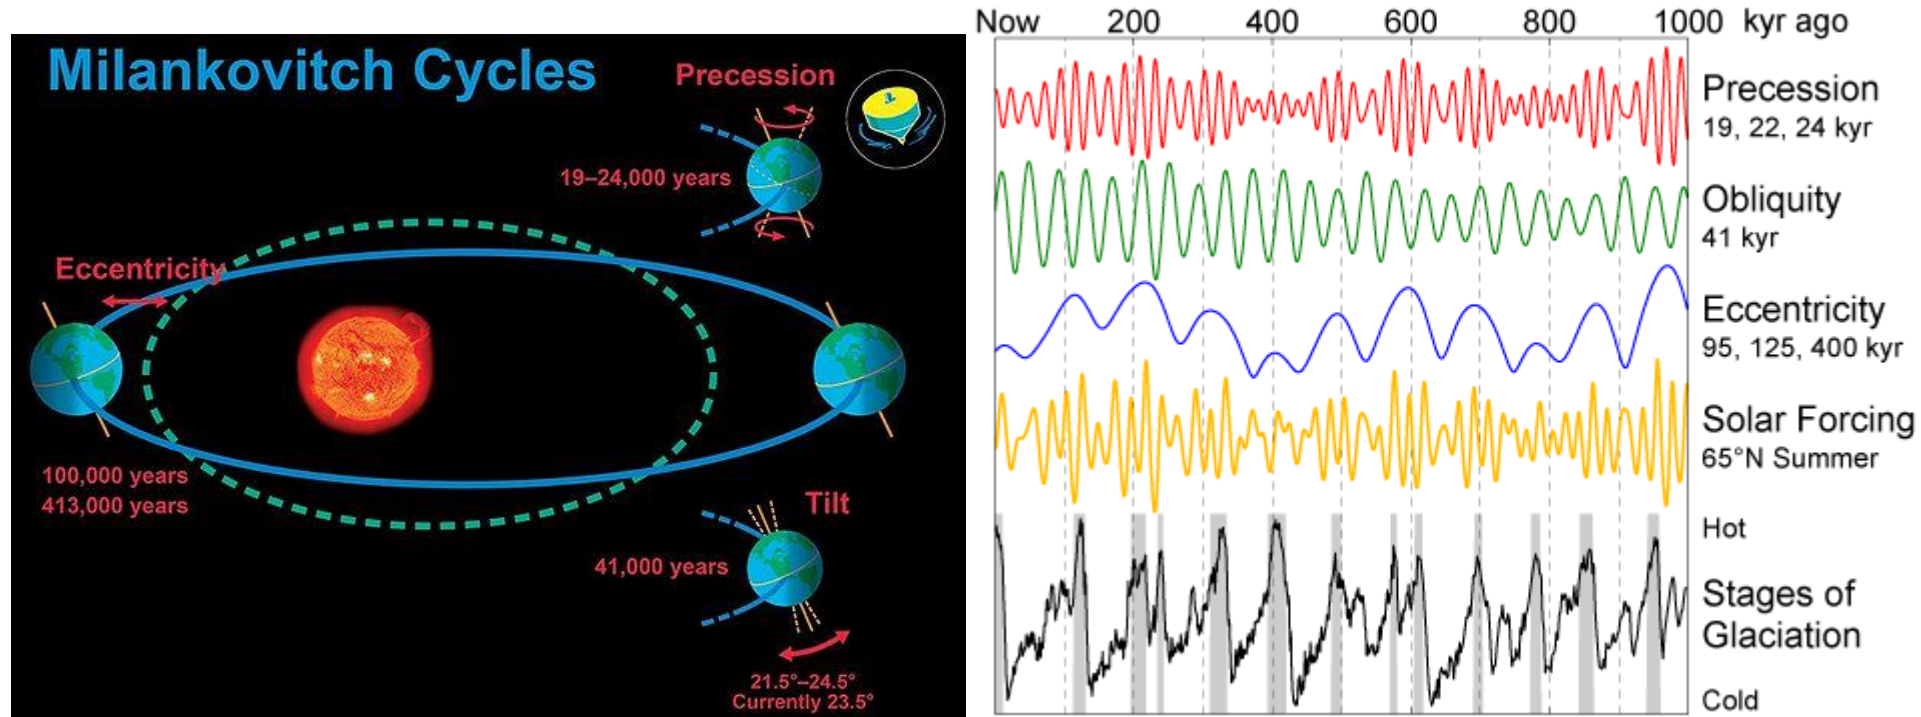 Milankovitch Cycles
Precession
19–24,000 years
Eccentricity
100,000 years
413,000 years
Tilt
41,000 years
21.5°–24.5°
Currently 23.5°
Now 200 400 600 800 1000 kyr ago
Precession
19, 22, 24 kyr
Obliquity
41 kyr
Eccentricity
95, 125, 400 kyr
Solar Forcing
65°N Summer
Hot
Stages of
Glaciation
Cold